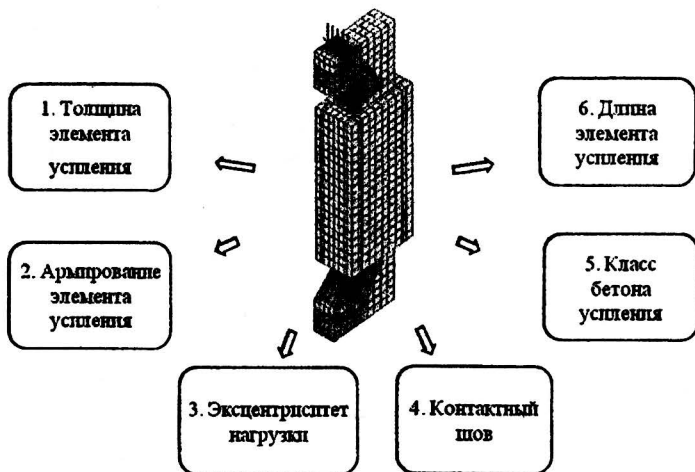 1. Толщина
элемента
усиления
2. Армирование
элемента
усиления
3. Эксцентриситет
нагрузки
4. Контактный
шов
5. Класс
бетона
усиления
6. Длина
элемента
усиления